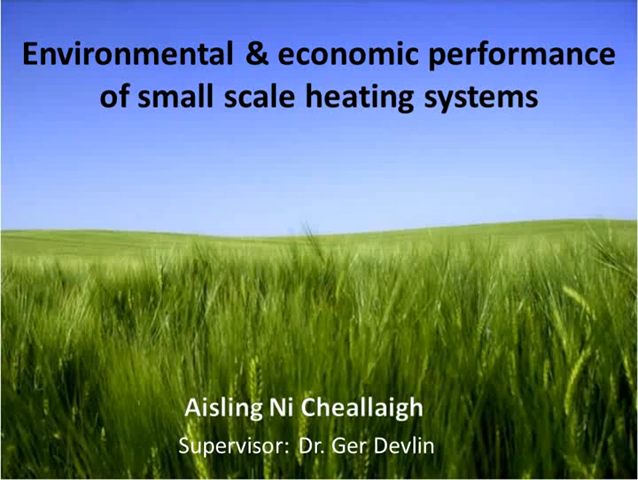 Environmental & economic performance
of small scale heating systems
Aisling Ni Cheallaigh
Supervisor: Dr. Ger Devlin